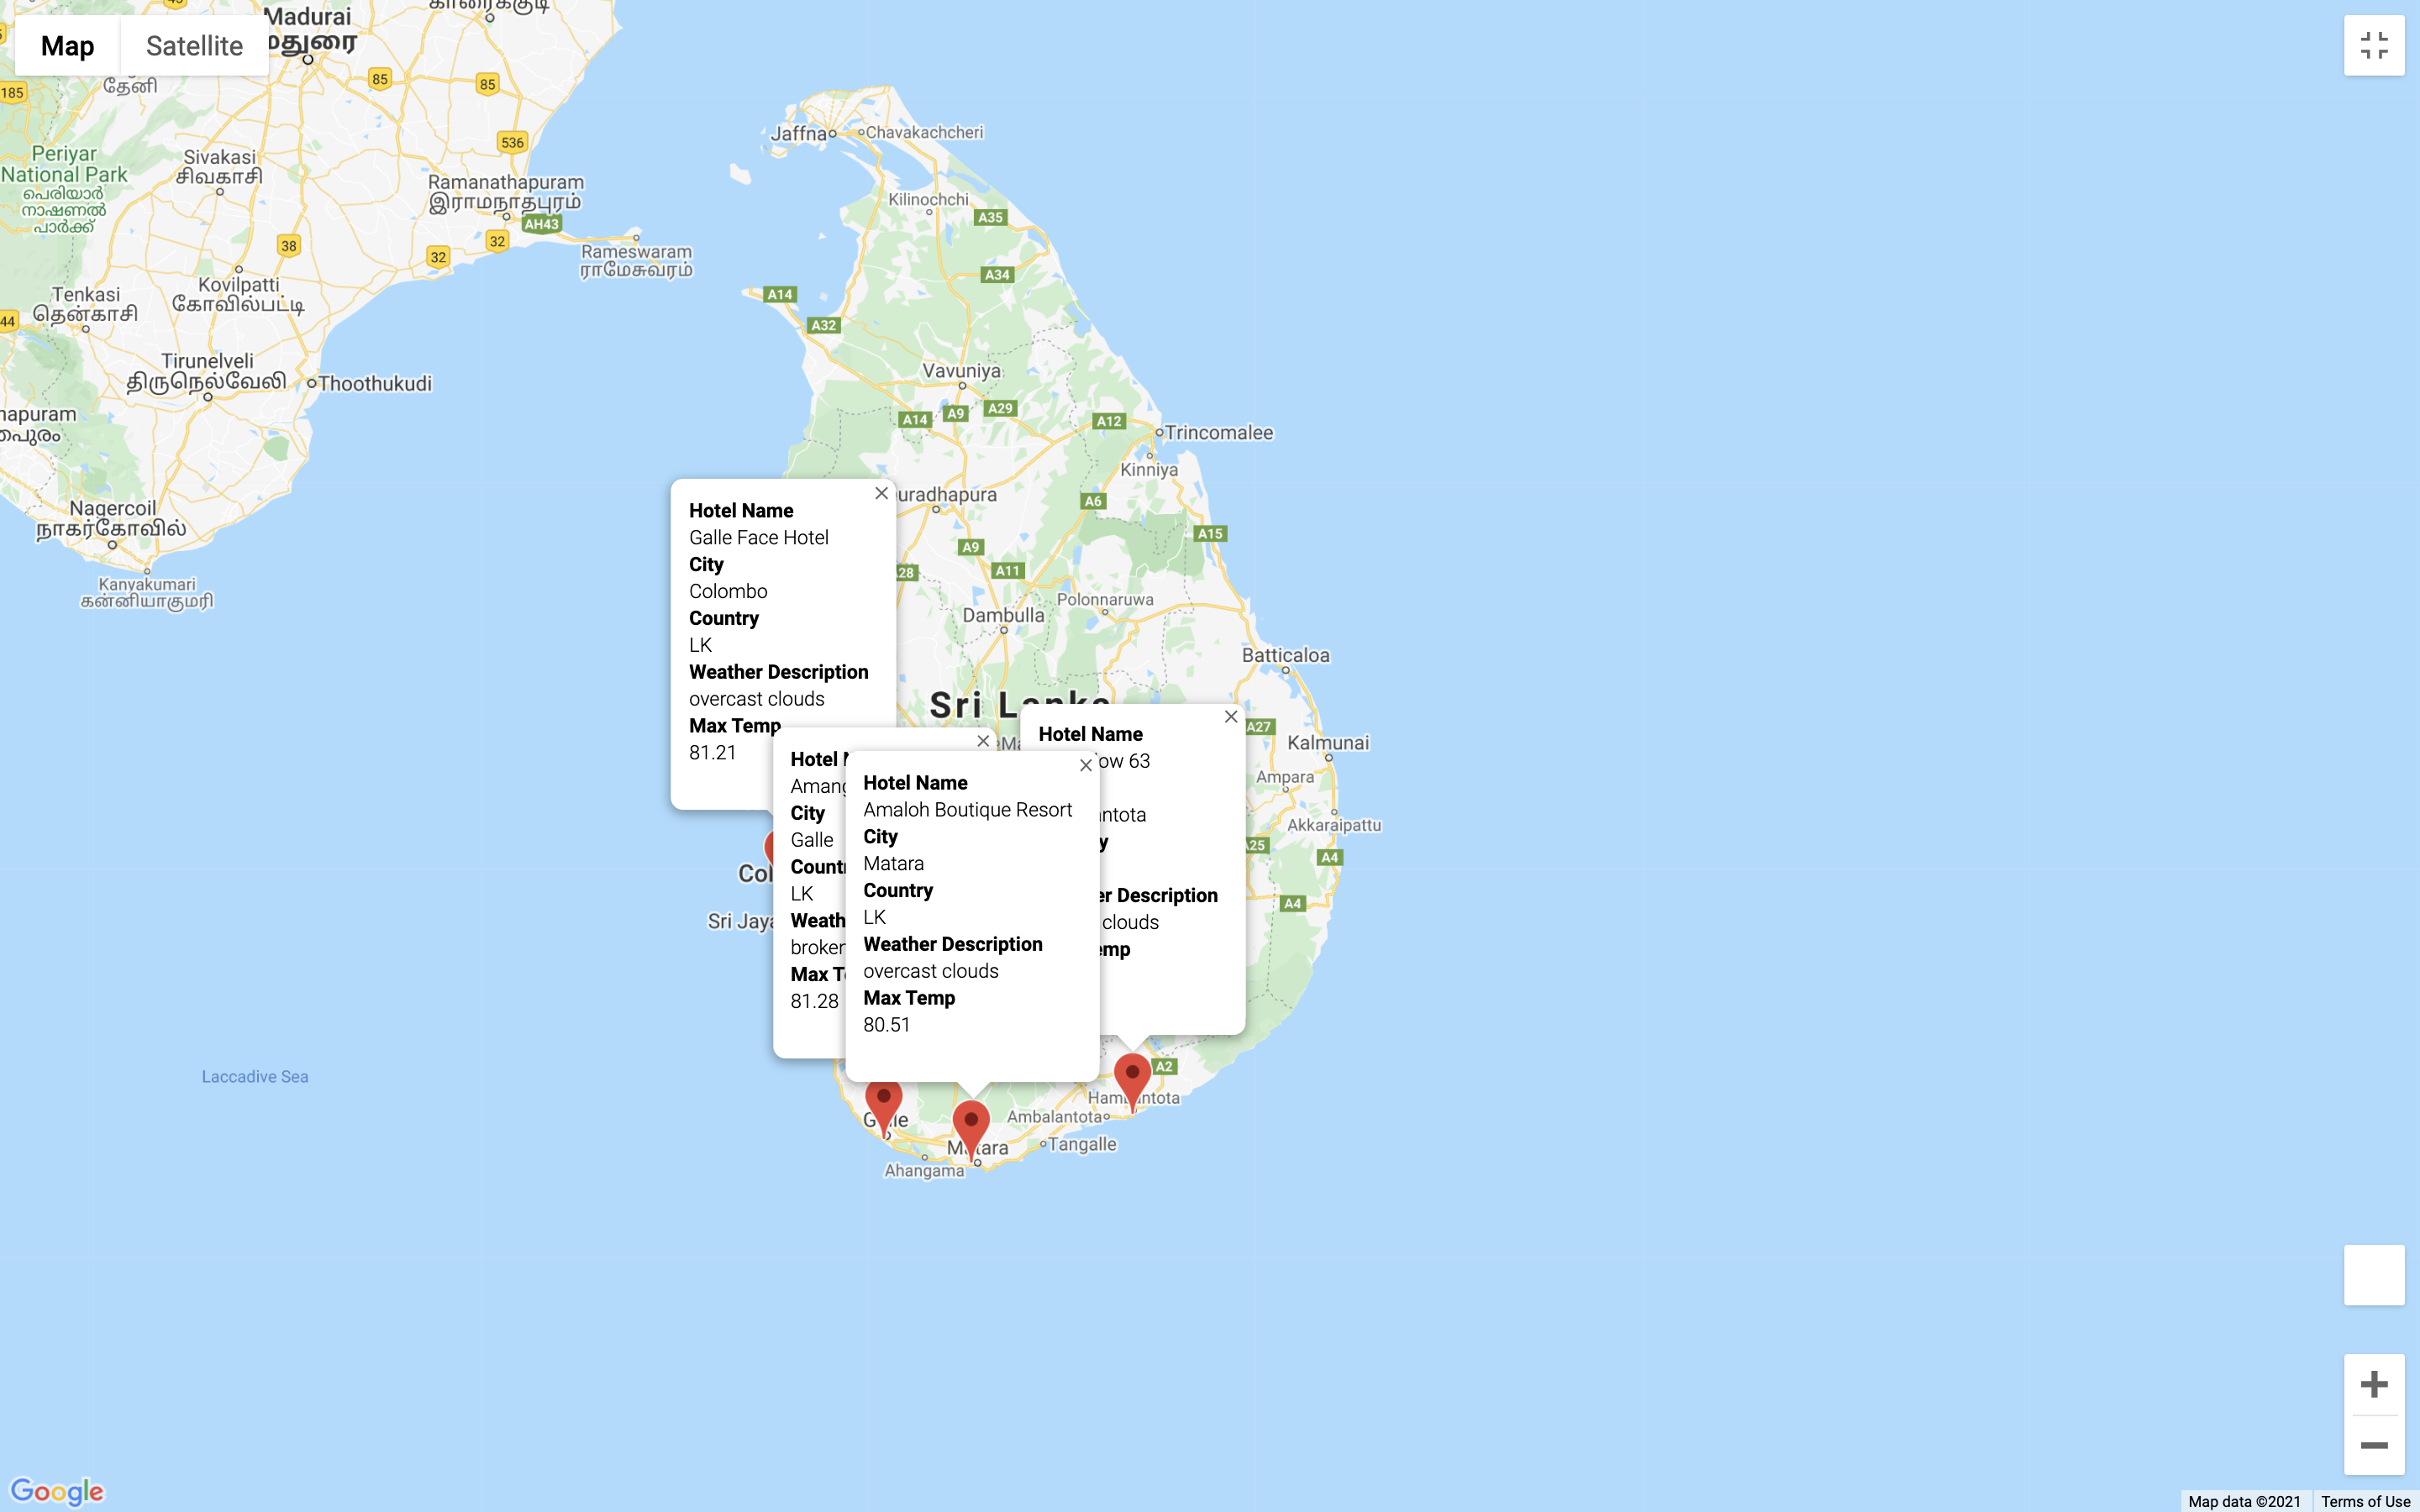 Map
Satellite
Madurai
மதுரை
காரைக்குடி
85
85
185
தேனி
536
Periyar
National Park
പെരിയാർ
നാഷണൽ
പാർക്ക്
Sivakasi
சிவகாசி
Ramanathapuram
இராமநாதபுரம்
AH43
38
32
32
Rameswaram
ராமேசுவரம்
Kovilpatti
கோவில்பட்டி
Tenkasi
தென்காசி
44
Tirunelveli
திருநெல்வேலி
Thoothukudi
Nagercoil
நாகர்கோவில்
Kanyakumari
கன்னியாகுமரி
Jaffna
Chavakachcheri
Kilinochchi
A35
A34
A14
A32
Vavuniya
A14
A9
A29
A12
Trincomalee
Kinniya
A6
A15
A9
A11
28
Polonnaruwa
Dambulla
Batticaloa
Sri Lanka
A27
Kalmunai
Ampara
Akkaraipattu
A25
A4
A4
Hotel Name
Galle Face Hotel
City
Colombo
Country
LK
Weather Description
overcast clouds
Max Temp
81.21
Hotel N
Amang
City
Galle
Countr
LK
Weath
broker
Max Te
81.28
Hotel Name
Amaloh Boutique Resort
City
Matara
Country
LK
Weather Description
overcast clouds
Max Temp
80.51
Hotel Name
ow 63
antota
y
er Description
clouds
emp
Col
Sri Jaya
Laccadive Sea
A2
Hambantota
Ambalantota
Galle
Matara
Tangalle
Ahangama
Google
Map data ©2021
Terms of Use